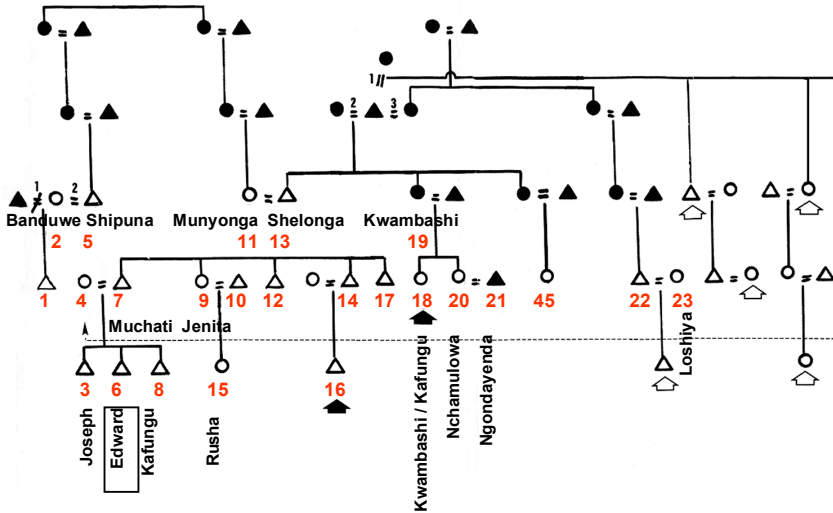 2 3
1
1 2
Banduwe Shipuna Munyonga Shelonga Kwambashi
2 5 11 13 19
1 4 7 9 10 12 14 17 18 20 21 45 22 23
Muchati Jenita
3 6 8 15 16
Joseph
Edward
Kafungu
Rusha
Kwambashi / Kafungu
Nchamulowa
Ngondayenda
Loshiya